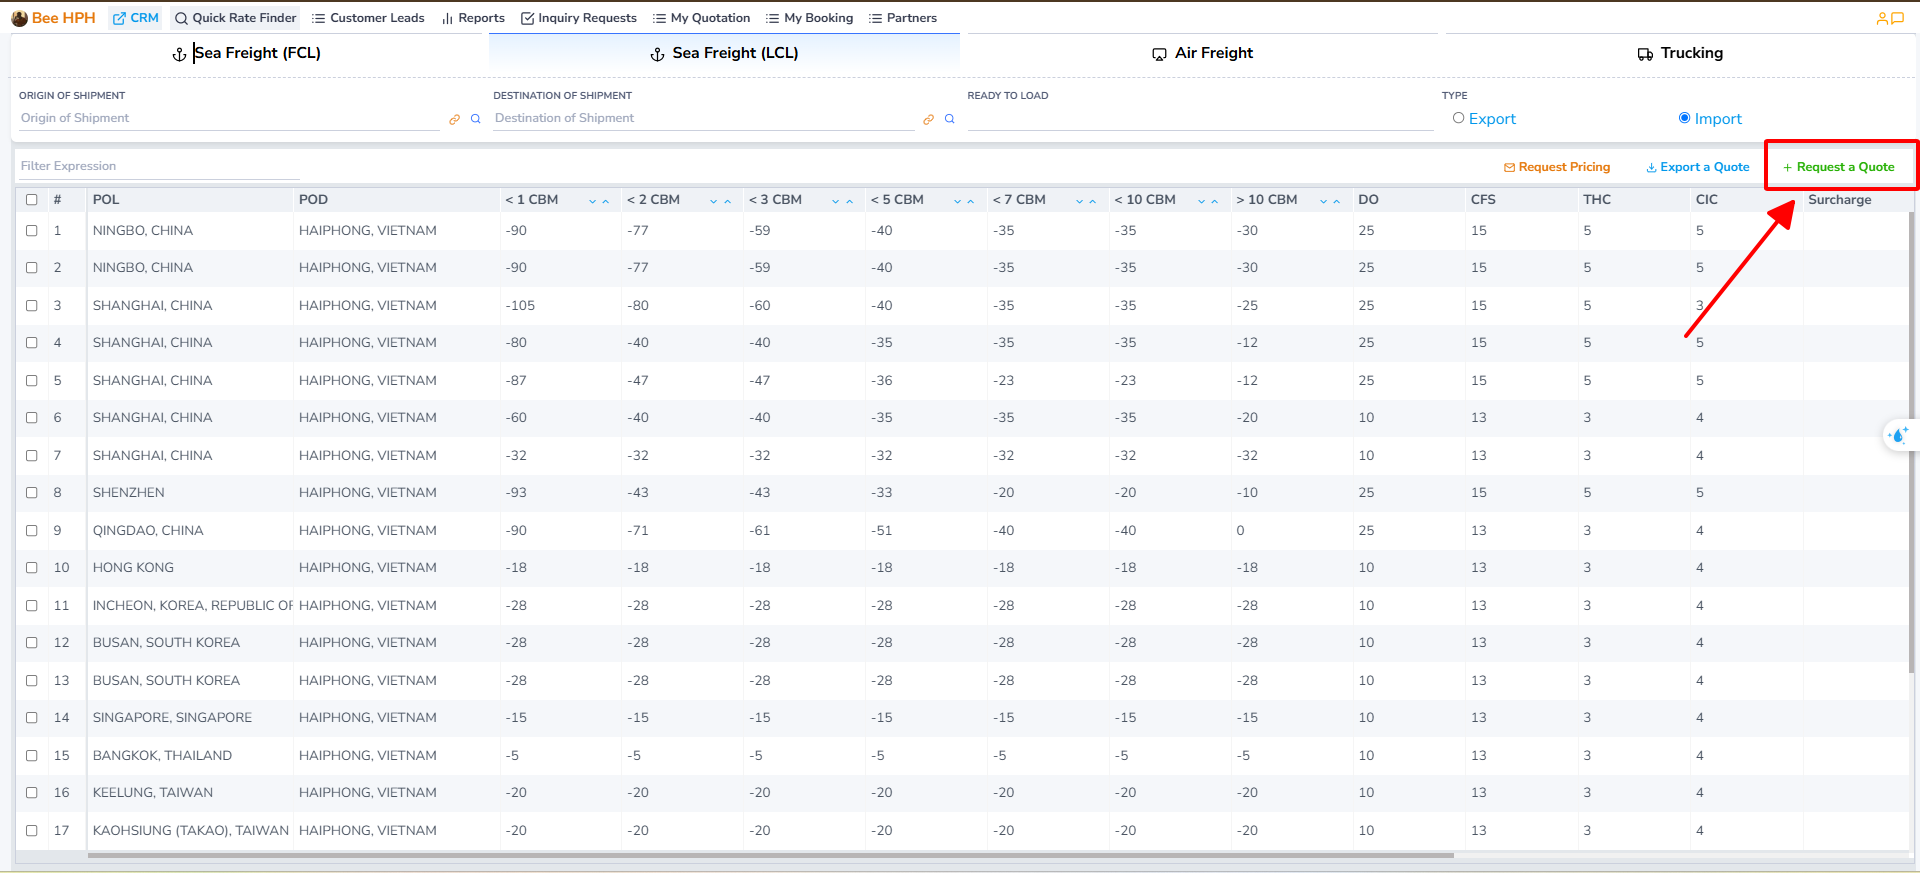 Bee HPH CRM Quick Rate Finder Customer Leads Reports Inquiry Requests My Quotation My Booking Partners
Sea Freight (FCL) Sea Freight (LCL) Air Freight Trucking
ORIGIN OF SHIPMENT DESTINATION OF SHIPMENT READY TO LOAD TYPE
Origin of Shipment Destination of Shipment Export Import
Filter Expression Request Pricing Export a Quote + Request a Quote
# POL POD < 1 CBM < 2 CBM < 3 CBM < 5 CBM < 7 CBM < 10 CBM > 10 CBM DO CFS THC CIC Surcharge
1 NINGBO, CHINA HAIPHONG, VIETNAM -90 -77 -59 -40 -35 -35 -30 25 15 5 5
2 NINGBO, CHINA HAIPHONG, VIETNAM -90 -77 -59 -40 -35 -35 -30 25 15 5 5
3 SHANGHAI, CHINA HAIPHONG, VIETNAM -105 -80 -60 -40 -35 -35 -25 25 15 5 3
4 SHANGHAI, CHINA HAIPHONG, VIETNAM -80 -40 -40 -35 -35 -35 -12 25 15 5 5
5 SHANGHAI, CHINA HAIPHONG, VIETNAM -87 -47 -47 -36 -23 -23 -12 25 15 5 5
6 SHANGHAI, CHINA HAIPHONG, VIETNAM -60 -40 -40 -35 -35 -35 -20 10 13 3 4
7 SHANGHAI, CHINA HAIPHONG, VIETNAM -32 -32 -32 -32 -32 -32 -32 10 13 3 4
8 SHENZHEN HAIPHONG, VIETNAM -93 -43 -43 -33 -20 -20 -10 25 15 5 5
9 QINGDAO, CHINA HAIPHONG, VIETNAM -90 -71 -61 -51 -40 -40 0 25 13 3 4
10 HONG KONG HAIPHONG, VIETNAM -18 -18 -18 -18 -18 -18 -18 10 13 3 4
11 INCHEON, KOREA, REPUBLIC OF HAIPHONG, VIETNAM -28 -28 -28 -28 -28 -28 -28 10 13 3 4
12 BUSAN, SOUTH KOREA HAIPHONG, VIETNAM -28 -28 -28 -28 -28 -28 -28 10 13 3 4
13 BUSAN, SOUTH KOREA HAIPHONG, VIETNAM -28 -28 -28 -28 -28 -28 -28 10 13 3 4
14 SINGAPORE, SINGAPORE HAIPHONG, VIETNAM -15 -15 -15 -15 -15 -15 -15 10 13 3 4
15 BANGKOK, THAILAND HAIPHONG, VIETNAM -5 -5 -5 -5 -5 -5 -5 10 13 3 4
16 KEELUNG, TAIWAN HAIPHONG, VIETNAM -20 -20 -20 -20 -20 -20 -20 10 13 3 4
17 KAOHSIUNG (TAKAO), TAIWAN HAIPHONG, VIETNAM -20 -20 -20 -20 -20 -20 -20 10 13 3 4